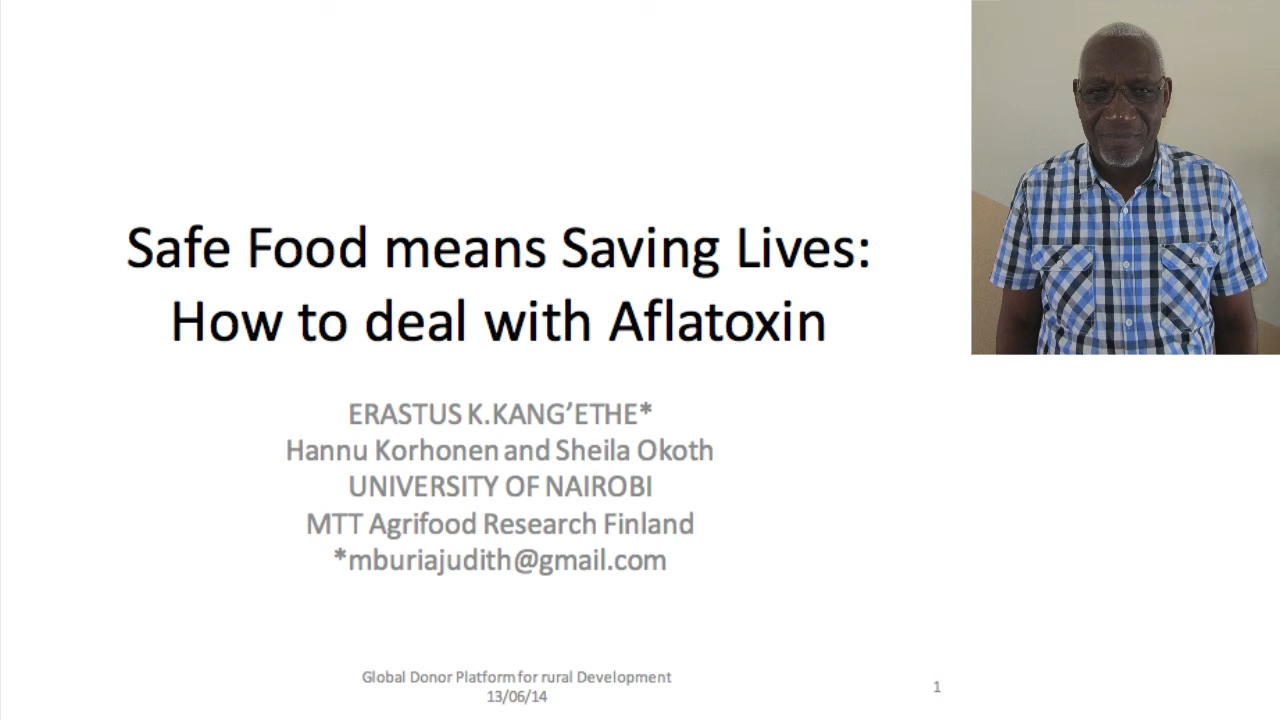 Safe Food means Saving Lives:
How to deal with Aflatoxin
ERASTUS K.KANG’ETHE*
Hannu Korhonen and Sheila Okoth
UNIVERSITY OF NAIROBI
MTT Agrifood Research Finland
*mburiajudith@gmail.com
Global Donor Platform for rural Development
13/06/14
1